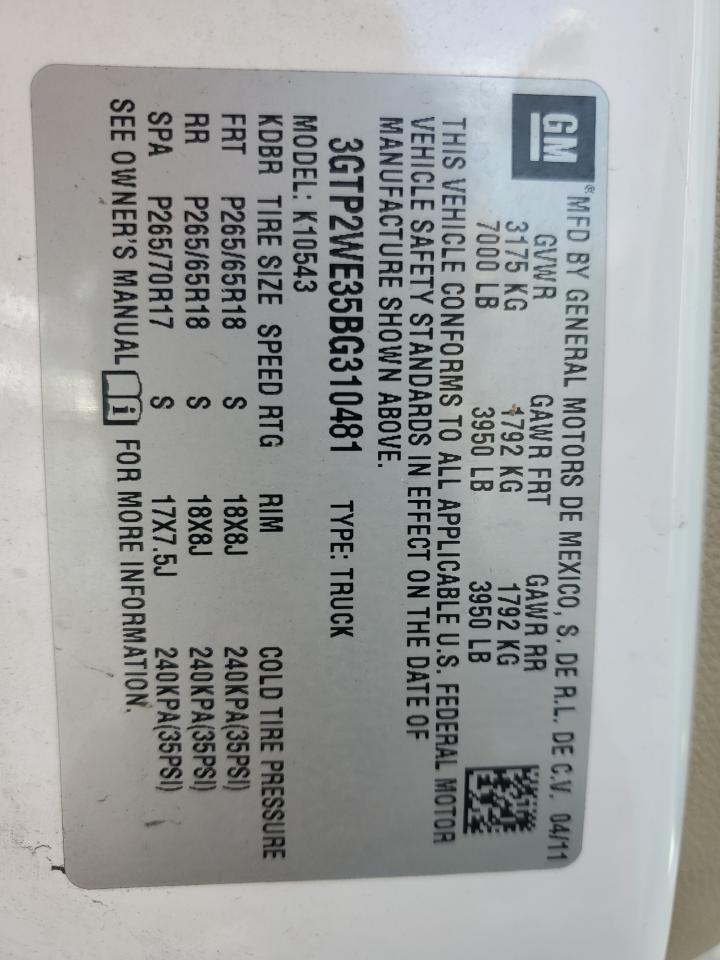 GM® MFD BY GENERAL MOTORS DE MEXICO, S. DE R.L. DE C.V. 04/11
GVWR GAWR FRT GAWR RR
3175 KG 1792 KG 1792 KG
7000 LB 3950 LB 3950 LB
THIS VEHICLE CONFORMS TO ALL APPLICABLE U.S. FEDERAL MOTOR
VEHICLE SAFETY STANDARDS IN EFFECT ON THE DATE OF
MANUFACTURE SHOWN ABOVE.
3GTP2WE35BG310481 TYPE: TRUCK
MODEL: K10543
KDBR TIRE SIZE SPEED RTG RIM COLD TIRE PRESSURE
FRT P265/65R18 S 18X8J 240KPA(35PSI)
RR P265/65R18 S 18X8J 240KPA(35PSI)
SPA P265/70R17 S 17X7.5J 240KPA(35PSI)
SEE OWNER'S MANUAL i FOR MORE INFORMATION.